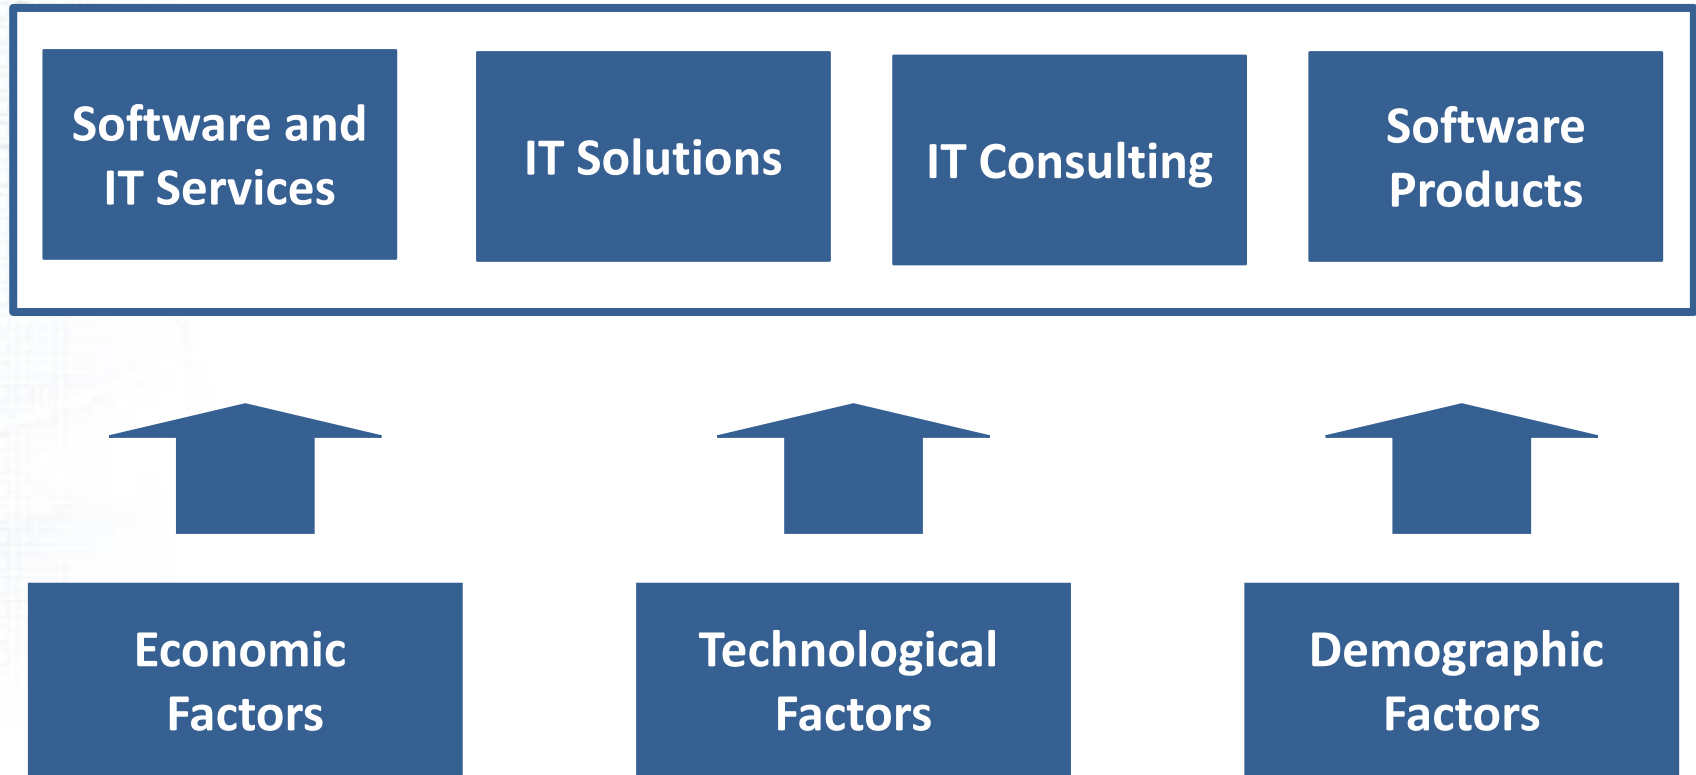 Software and
IT Services
IT Solutions
IT Consulting
Software
Products
Economic
Factors
Technological
Factors
Demographic
Factors